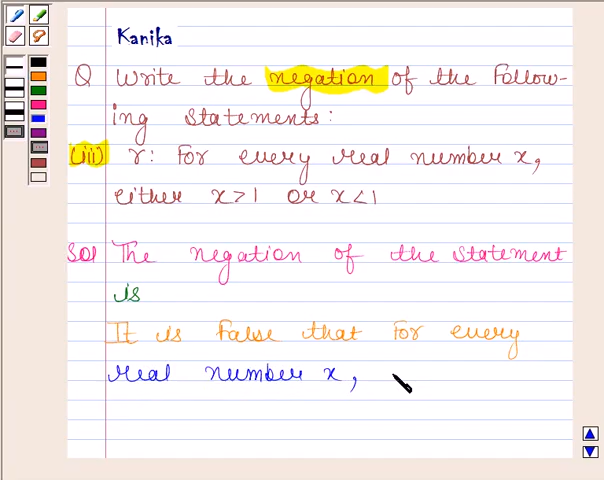 Kanika
Q Write the negation of the Follow-
ing statements:
(iii) r: For every real number x,
either x>1 or x<1
Sol The negation of the statement
is
It is False that For every
real number x,